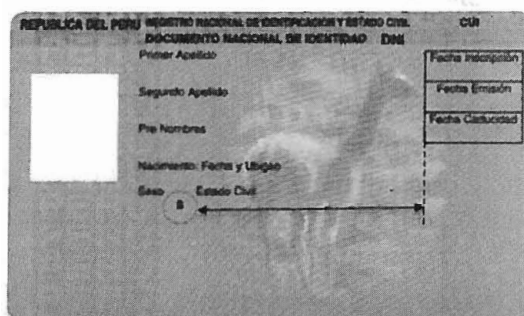 REPUBLICA DEL PERU REGISTRO NACIONAL DE IDENTIFICACION Y ESTADO CIVIL CUI
DOCUMENTO NACIONAL DE IDENTIDAD DNI
Primer Apellido Fecha Inscripción
Segundo Apellido Fecha Emisión
Pre Nombres Fecha Caducidad
Nacimiento: Fecha y Ubigeo
Sexo Estado Civil